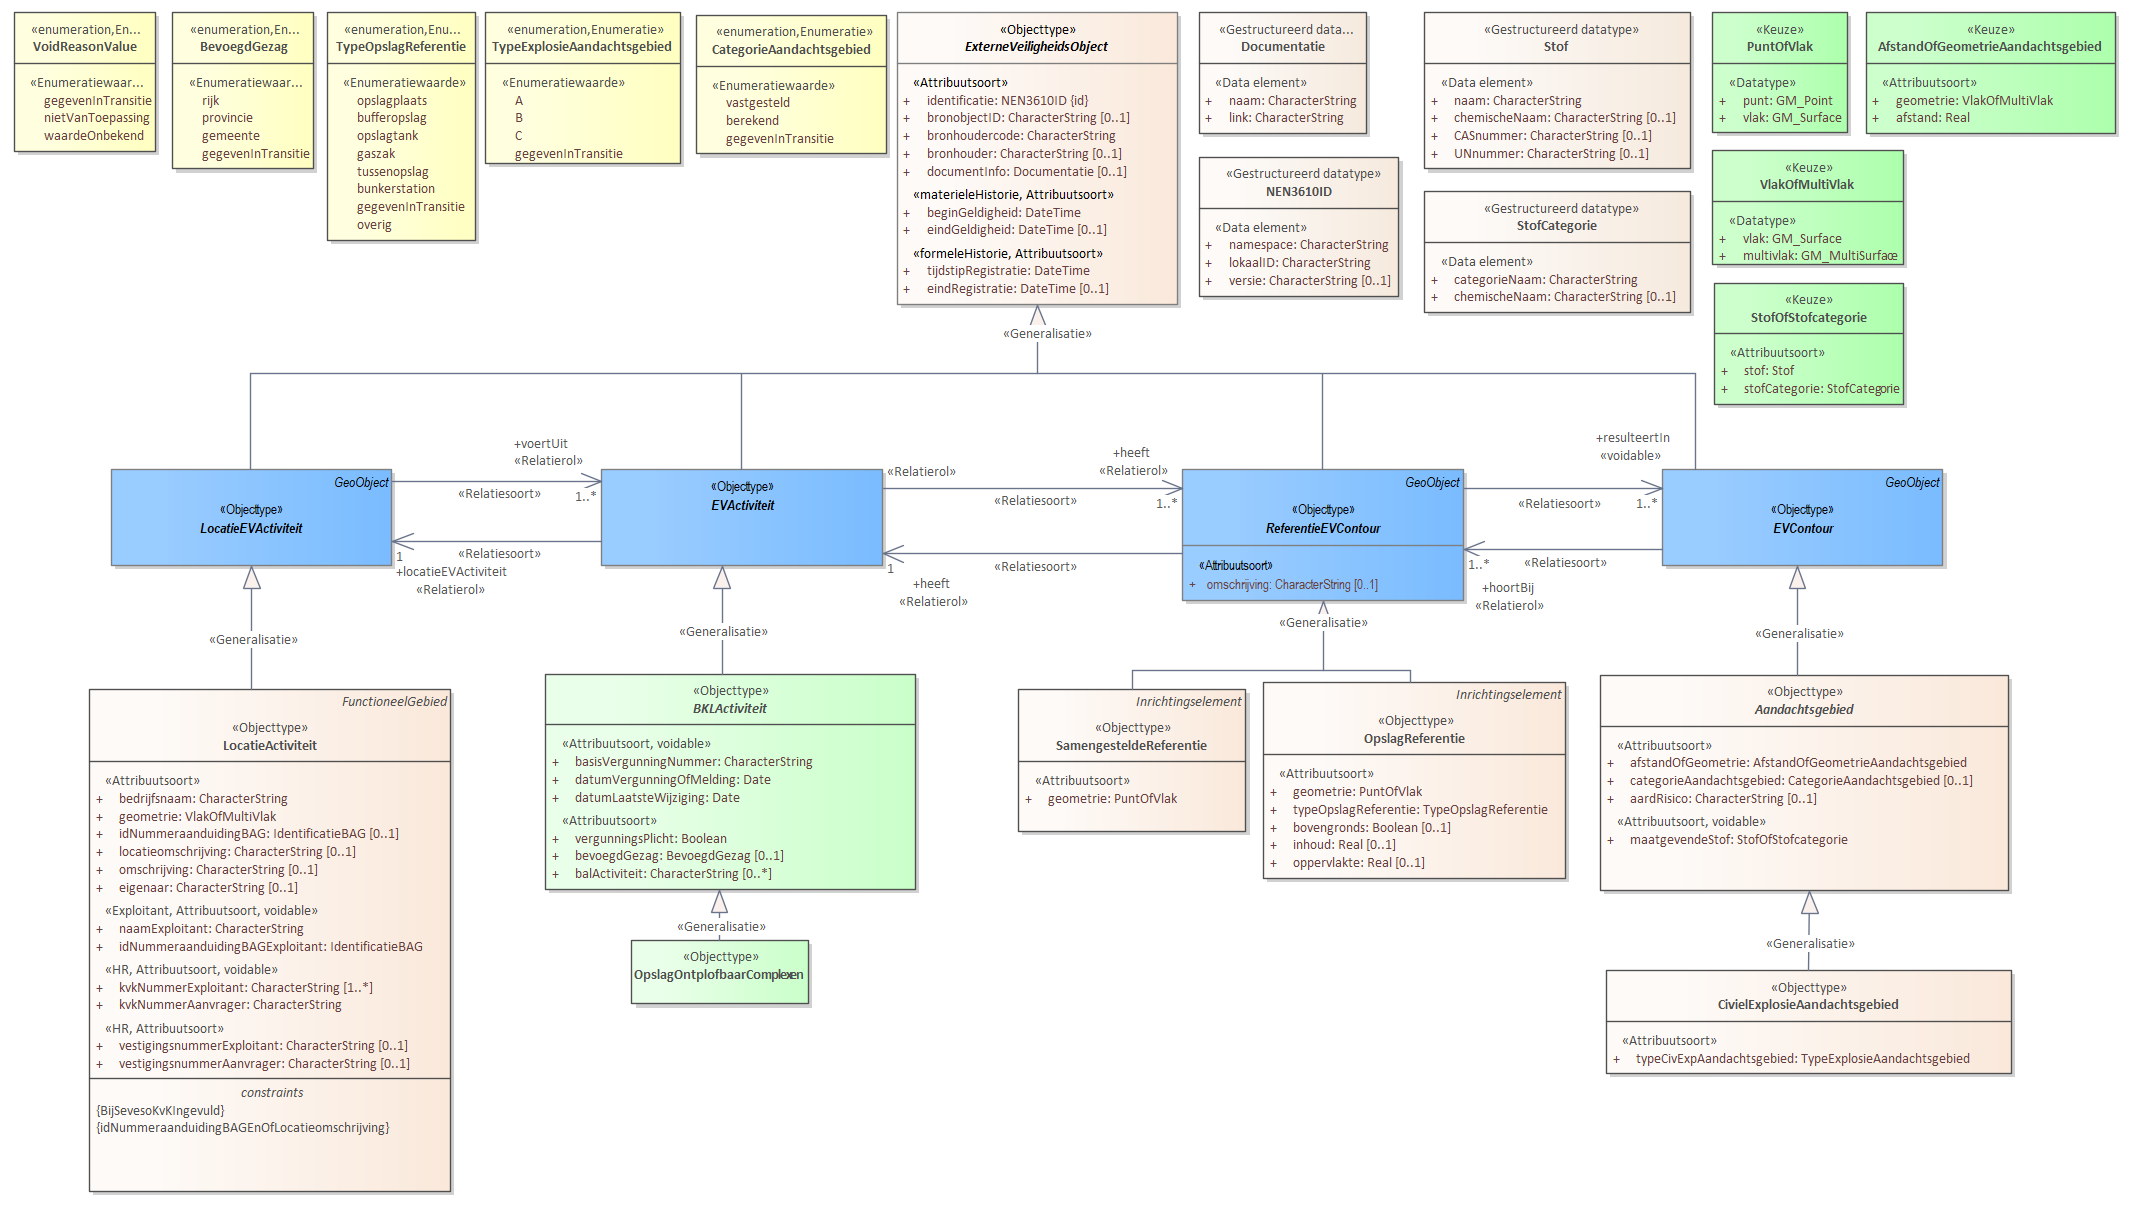 «enumeration,En...
VoidReasonValue
«Enumeratiewaar...
gegevenInTransitie
nietVanToepassing
waardeOnbekend
«enumeration,En...
BevoegdGezag
«Enumeratiewaar...
rijk
provincie
gemeente
gegevenInTransitie
«enumeration,Enu...
TypeOpslagReferentie
«Enumeratiewaarde»
opslagplaats
bufferopslag
opslagtank
gaszak
tussenopslag
bunkerstation
gegevenInTransitie
overig
«enumeration,Enumeratie»
TypeExplosieAandachtsgebied
«Enumeratiewaarde»
A
B
C
gegevenInTransitie
«enumeration,Enumeratie»
CategorieAandachtsgebied
«Enumeratiewaarde»
vastgesteld
berekend
gegevenInTransitie
«Objecttype»
ExterneVeiligheidsObject
«Attribuutsoort»
+ identificatie: NEN3610ID {id}
+ bronobjectID: CharacterString [0..1]
+ bronhoudercode: CharacterString
+ bronhouder: CharacterString [0..1]
+ documentInfo: Documentatie [0..1]
«materieleHistorie, Attribuutsoort»
+ beginGeldigheid: DateTime
+ eindGeldigheid: DateTime [0..1]
«formeleHistorie, Attribuutsoort»
+ tijdstipRegistratie: DateTime
+ eindRegistratie: DateTime [0..1]
«Gestructureerd data...
Documentatie
«Data element»
+ naam: CharacterString
+ link: CharacterString
«Gestructureerd datatype»
NEN3610ID
«Data element»
+ namespace: CharacterString
+ lokaalID: CharacterString
+ versie: CharacterString [0..1]
«Gestructureerd datatype»
Stof
«Data element»
+ naam: CharacterString
+ chemischeNaam: CharacterString [0..1]
+ CASnummer: CharacterString [0..1]
+ UNnummer: CharacterString [0..1]
«Gestructureerd datatype»
StofCategorie
«Data element»
+ categorieNaam: CharacterString
+ chemischeNaam: CharacterString [0..1]
«Keuze»
PuntOfVlak
«Datatype»
+ punt: GM_Point
+ vlak: GM_Surface
«Keuze»
AfstandOfGeometrieAandachtsgebied
«Attribuutsoort»
+ geometrie: VlakOfMultiVlak
+ afstand: Real
«Keuze»
VlakOfMultiVlak
«Datatype»
+ vlak: GM_Surface
+ multivlak: GM_MultiSurface
«Keuze»
StofOfStofcategorie
«Attribuutsoort»
+ stof: Stof
+ stofCategorie: StofCategorie
«Generalisatie»
GeoObject
«Objecttype»
LocatieEVActiviteit
+voertUit
«Relatierol»
«Relatiesoort»
1..*
«Relatiesoort»
1
+locatieEVActiviteit
«Relatierol»
«Objecttype»
EVActiviteit
«Relatierol»
+heeft
«Relatierol»
«Relatiesoort»
1..*
«Relatiesoort»
1
+heeft
«Relatierol»
GeoObject
«Objecttype»
ReferentieEVContour
«Attribuutsoort»
+ omschrijving: CharacterString [0..1]
+resulteertIn
«voidable»
«Relatiesoort»
1..*
«Relatiesoort»
1..*
+hoortBij
«Relatierol»
GeoObject
«Objecttype»
EVContour
«Generalisatie»
«Generalisatie»
«Generalisatie»
«Generalisatie»
FunctioneelGebied
«Objecttype»
LocatieActiviteit
«Attribuutsoort»
+ bedrijfsnaam: CharacterString
+ geometrie: VlakOfMultiVlak
+ idNummeraanduidingBAG: IdentificatieBAG [0..1]
+ locatieomschrijving: CharacterString [0..1]
+ omschrijving: CharacterString [0..1]
+ eigenaar: CharacterString [0..1]
«Exploitant, Attribuutsoort, voidable»
+ naamExploitant: CharacterString
+ idNummeraanduidingBAGExploitant: IdentificatieBAG
«HR, Attribuutsoort, voidable»
+ kvkNummerExploitant: CharacterString [1..*]
+ kvkNummerAanvrager: CharacterString
«HR, Attribuutsoort»
+ vestigingsnummerExploitant: CharacterString [0..1]
+ vestigingsnummerAanvrager: CharacterString [0..1]
constraints
{BijSevesoKvKIngevuld}
{idNummeraanduidingBAGEnOfLocatieomschrijving}
«Objecttype»
BKLActiviteit
«Attribuutsoort, voidable»
+ basisVergunningNummer: CharacterString
+ datumVergunningOfMelding: Date
+ datumLaatsteWijziging: Date
«Attribuutsoort»
+ vergunningsPlicht: Boolean
+ bevoegdGezag: BevoegdGezag [0..1]
+ balActiviteit: CharacterString [0..*]
«Generalisatie»
«Objecttype»
OpslagOntplofbaarComplexen
Inrichtingselement
«Objecttype»
SamengesteldeReferentie
«Attribuutsoort»
+ geometrie: PuntOfVlak
Inrichtingselement
«Objecttype»
OpslagReferentie
«Attribuutsoort»
+ geometrie: PuntOfVlak
+ typeOpslagReferentie: TypeOpslagReferentie
+ bovengronds: Boolean [0..1]
+ inhoud: Real [0..1]
+ oppervlakte: Real [0..1]
«Objecttype»
Aandachtsgebied
«Attribuutsoort»
+ afstandOfGeometrie: AfstandOfGeometrieAandachtsgebied
+ categorieAandachtsgebied: CategorieAandachtsgebied [0..1]
+ aardRisico: CharacterString [0..1]
«Attribuutsoort, voidable»
+ maatgevendeStof: StofOfStofcategorie
«Generalisatie»
«Objecttype»
CivielExplosieAandachtsgebied
«Attribuutsoort»
+ typeCivExpAandachtsgebied: TypeExplosieAandachtsgebied